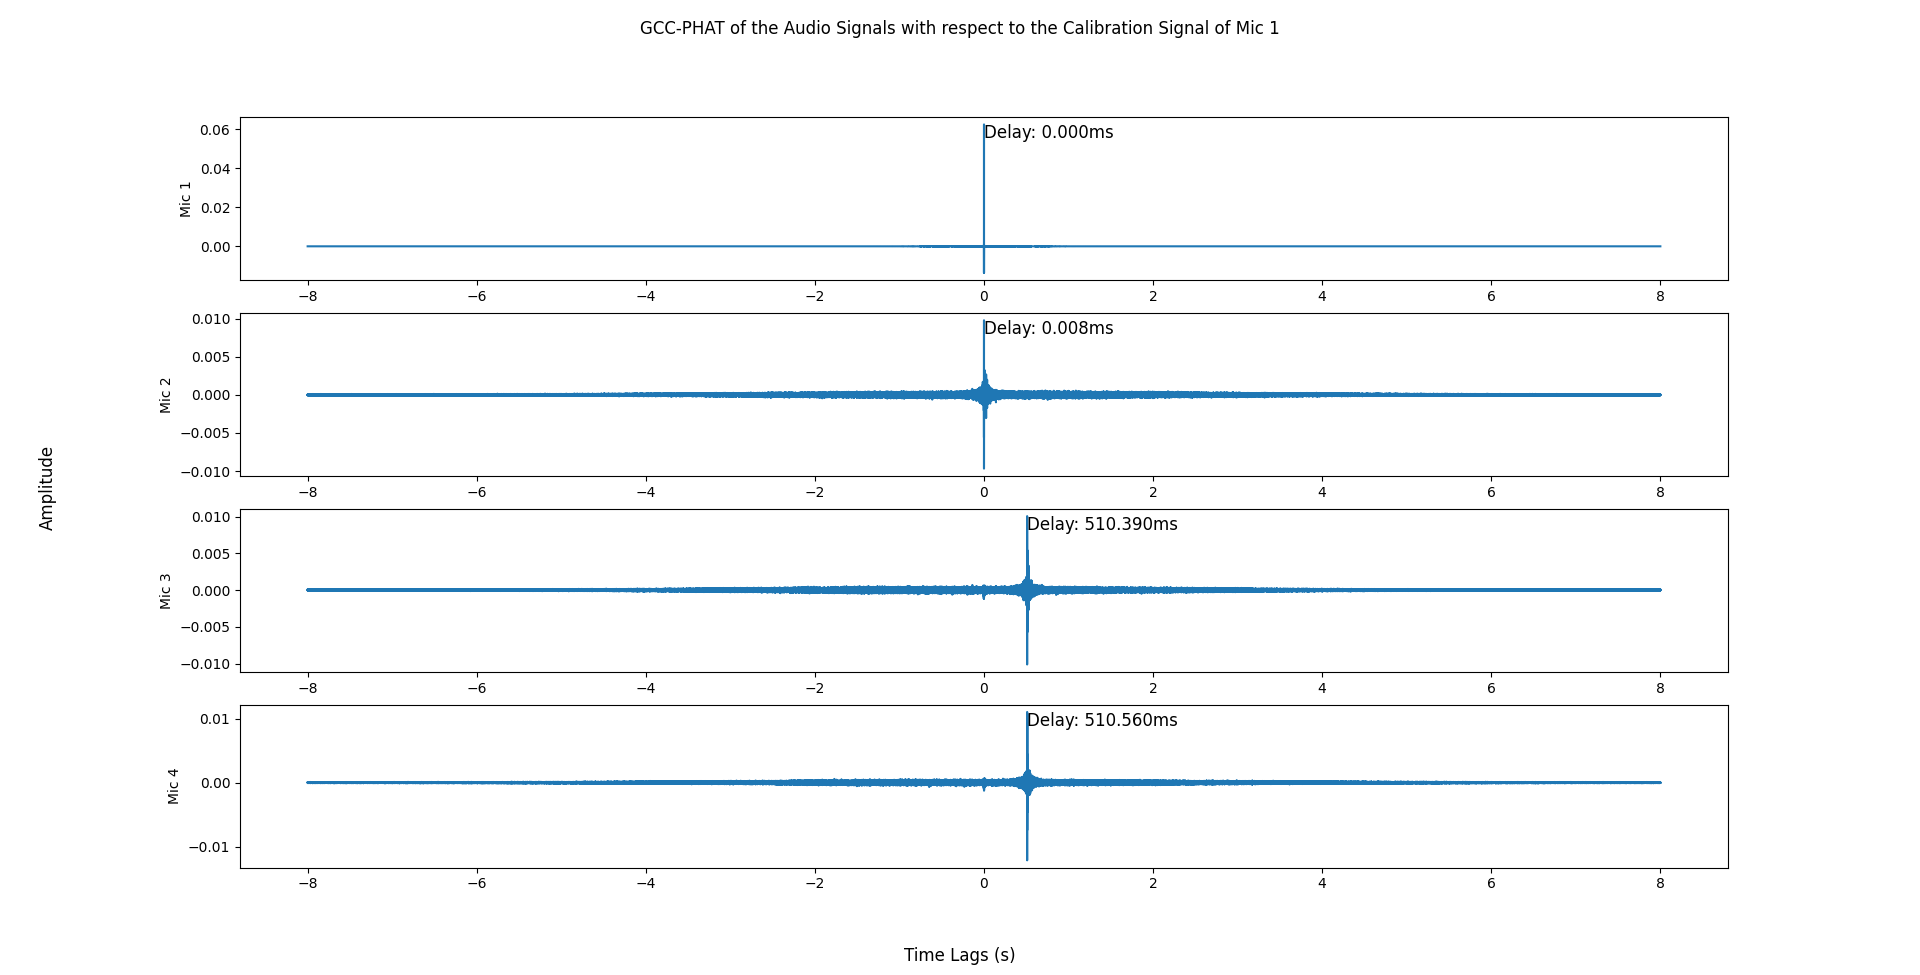 GCC-PHAT of the Audio Signals with respect to the Calibration Signal of Mic 1
Amplitude
Mic 1
0.06
0.04
0.02
0.00
Delay: 0.000ms
−8 −6 −4 −2 0 2 4 6 8
Mic 2
0.010
0.005
0.000
−0.005
−0.010
Delay: 0.008ms
−8 −6 −4 −2 0 2 4 6 8
Mic 3
0.010
0.005
0.000
−0.005
−0.010
Delay: 510.390ms
−8 −6 −4 −2 0 2 4 6 8
Mic 4
0.01
0.00
−0.01
Delay: 510.560ms
−8 −6 −4 −2 0 2 4 6 8
Time Lags (s)